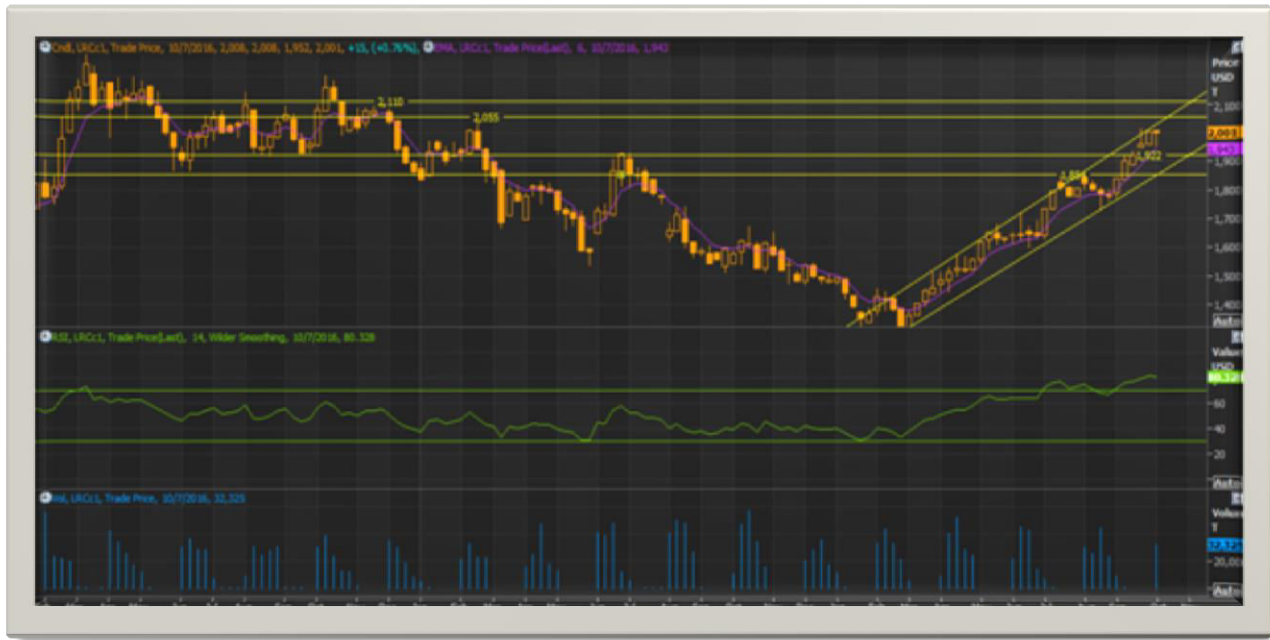 Cndl, LRCc1, Trade Price, 10/7/2016, 2,008, 2,008, 1,952, 2,001, +15, (+0.76%), EMA, LRCc1, Trade Price(Last), 6, 10/7/2016, 1,943
Price
USD
T
2,110
2,100
2,055
2,001
1,943
1,922
1,900
1,800
1,700
1,600
1,500
1,400
Auto
RSI, LRCc1, Trade Price(Last), 14, Wilder Smoothing, 10/7/2016, 80.328
Value
USD
60
40
20
Auto
Vol, LRCc1, Trade Price, 10/7/2016, 32,325
Volume
T
20,00
Auto